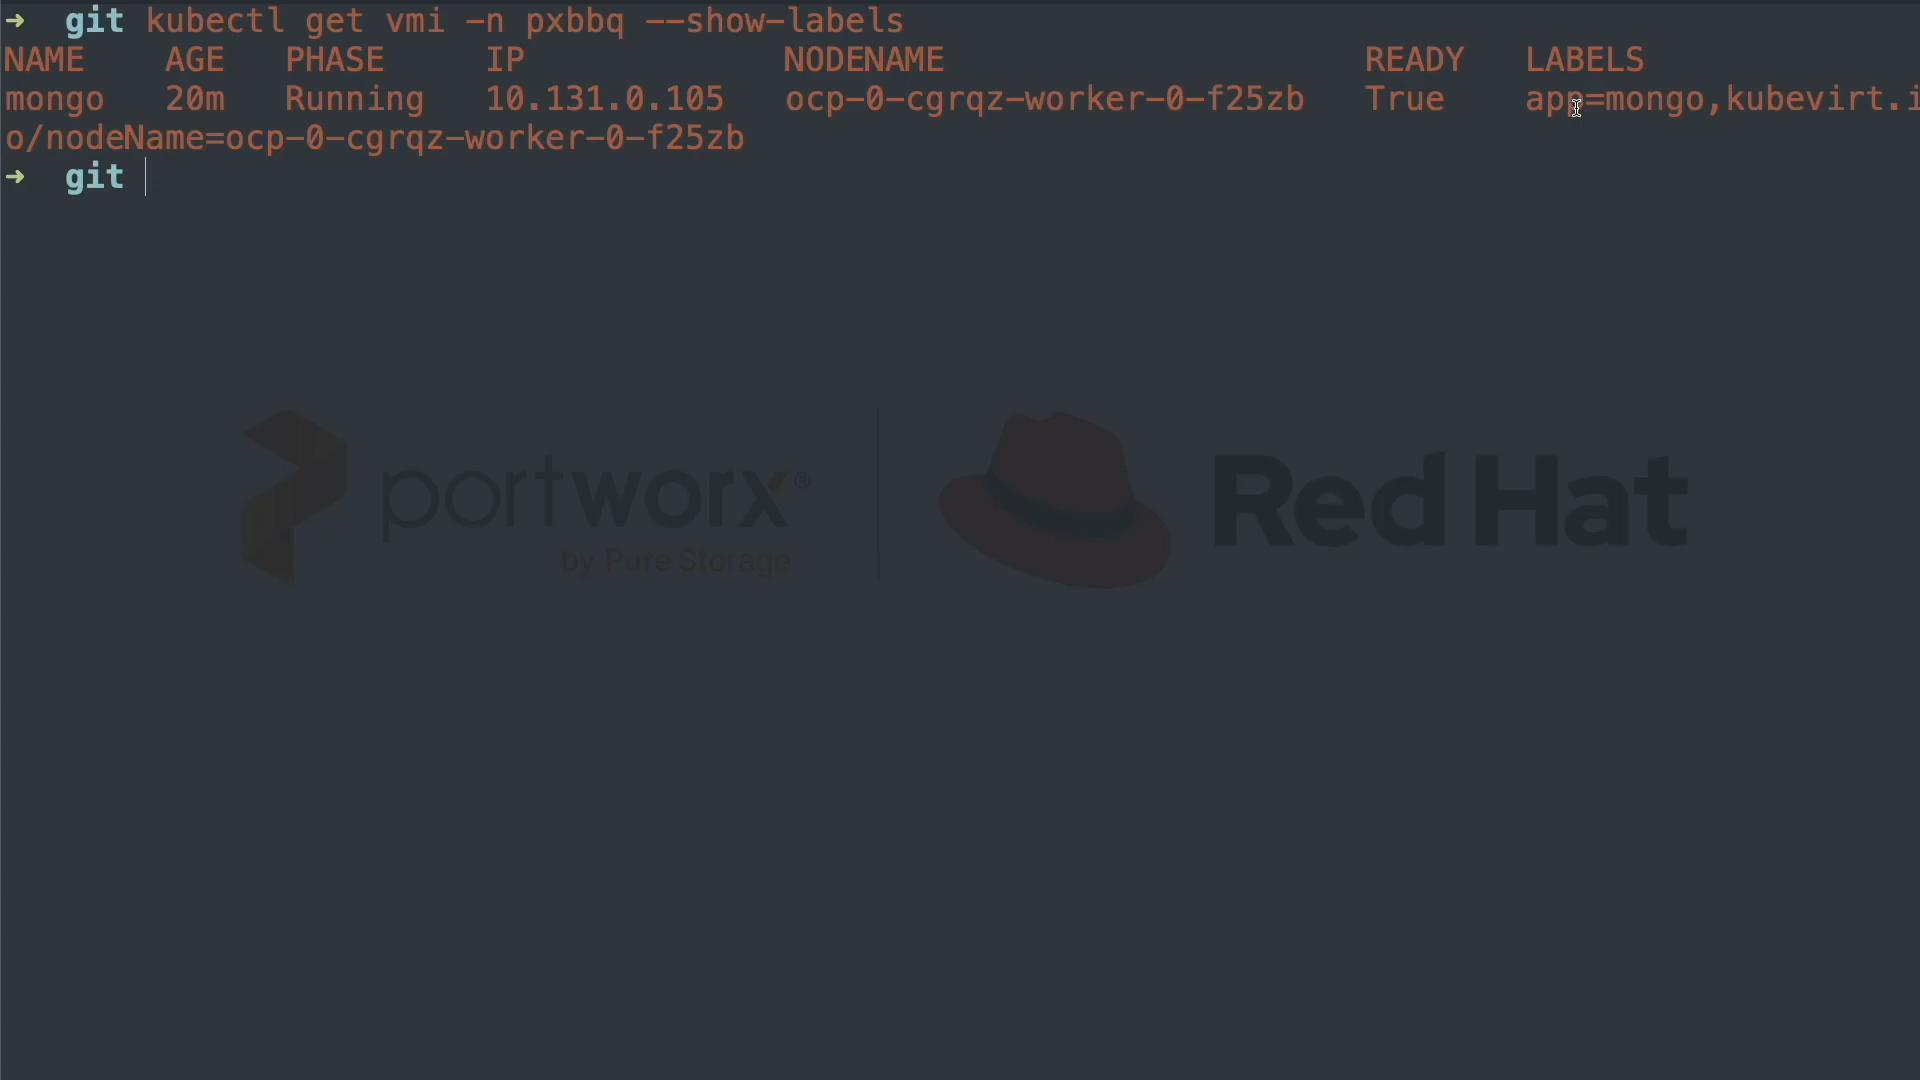 ➜  git kubectl get vmi -n pxbbq --show-labels
NAME    AGE   PHASE     IP             NODENAME                     READY   LABELS
mongo   20m   Running   10.131.0.105   ocp-0-cgrqz-worker-0-f25zb   True    app=mongo,kubevirt.i
o/nodeName=ocp-0-cgrqz-worker-0-f25zb
➜  git
portworx®
by Pure Storage
Red Hat